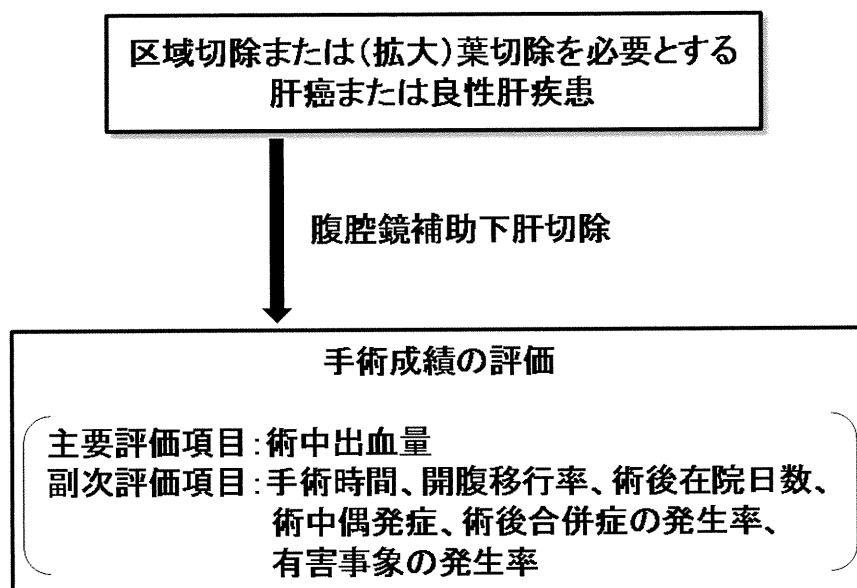 区域切除または(拡大)葉切除を必要とする
肝癌または良性肝疾患
腹腔鏡補助下肝切除
手術成績の評価
主要評価項目:術中出血量
副次評価項目:手術時間、開腹移行率、術後在院日数、
術中偶発症、術後合併症の発生率、
有害事象の発生率